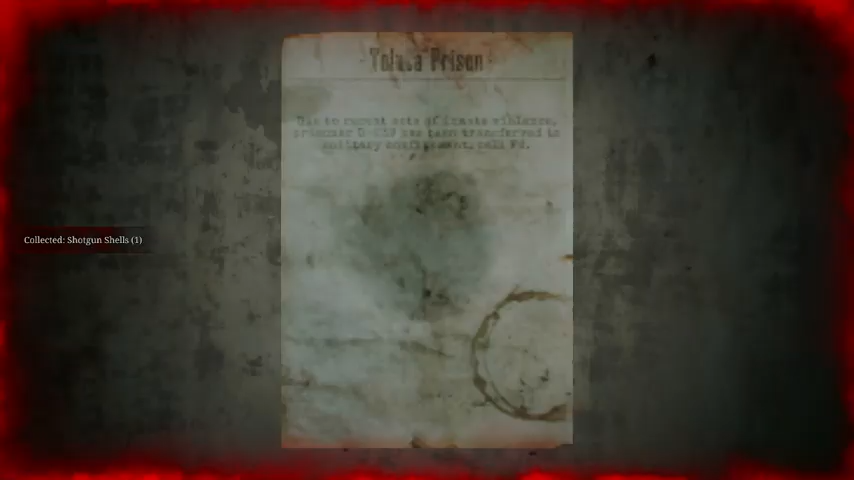 Toluca Prison
Due to recent acts of inmate violence,
prisoner has been transferred to
solitary confinement, cell
Collected: Shotgun Shells (1)